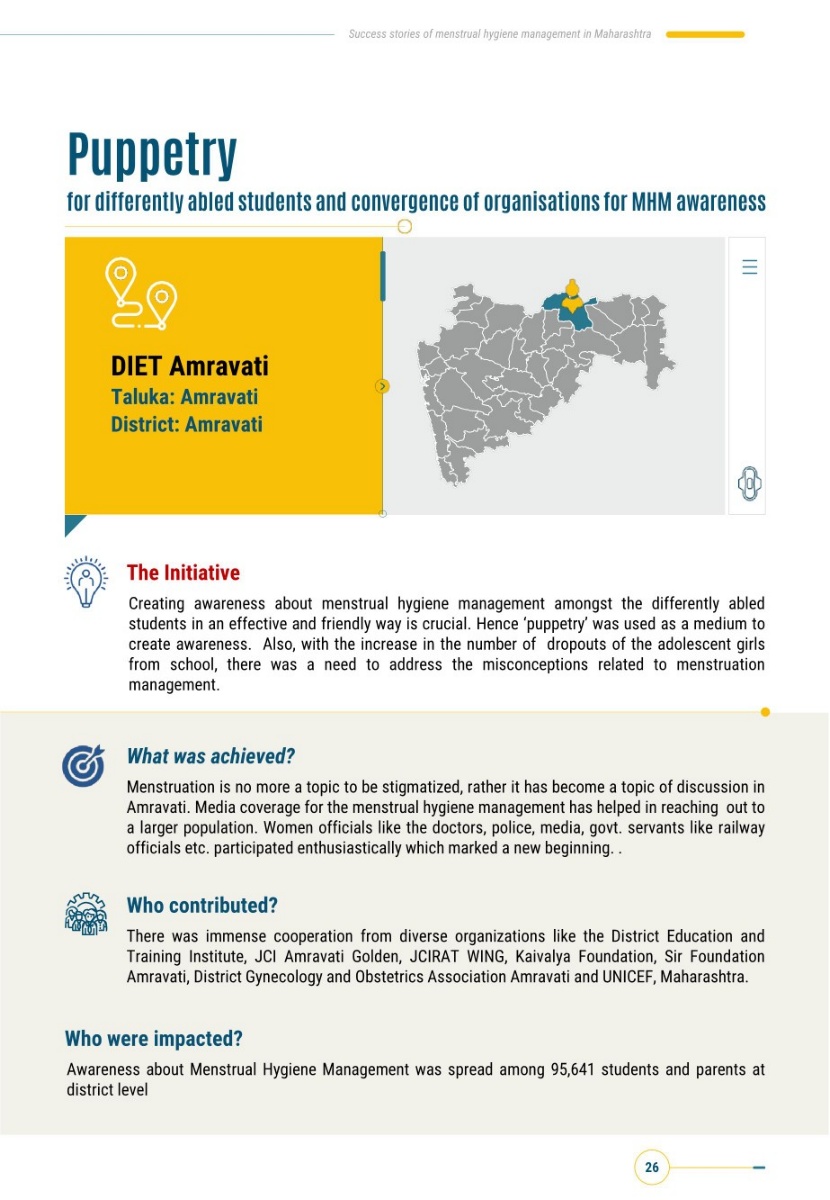 Success stories of menstrual hygiene management in Maharashtra
Puppetry
for differently abled students and convergence of organisations for MHM awareness
DIET Amravati
Taluka: Amravati
District: Amravati
The Initiative
Creating awareness about menstrual hygiene management amongst the differently abled
students in an effective and friendly way is crucial. Hence ‘puppetry’ was used as a medium to
create awareness. Also, with the increase in the number of dropouts of the adolescent girls
from school, there was a need to address the misconceptions related to menstruation
management.
What was achieved?
Menstruation is no more a topic to be stigmatized, rather it has become a topic of discussion in
Amravati. Media coverage for the menstrual hygiene management has helped in reaching out to
a larger population. Women officials like the doctors, police, media, govt. servants like railway
officials etc. participated enthusiastically which marked a new beginning. .
Who contributed?
There was immense cooperation from diverse organizations like the District Education and
Training Institute, JCI Amravati Golden, JCIRAT WING, Kaivalya Foundation, Sir Foundation
Amravati, District Gynecology and Obstetrics Association Amravati and UNICEF, Maharashtra.
Who were impacted?
Awareness about Menstrual Hygiene Management was spread among 95,641 students and parents at
district level
26